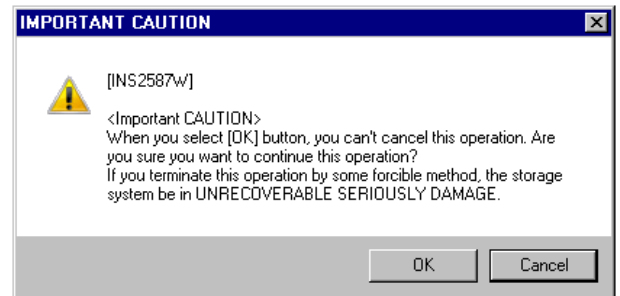 IMPORTANT CAUTION
[INS2587W]
<Important CAUTION>
When you select [OK] button, you can't cancel this operation. Are
you sure you want to continue this operation?
If you terminate this operation by some forcible method, the storage
system be in UNRECOVERABLE SERIOUSLY DAMAGE.
OK
Cancel